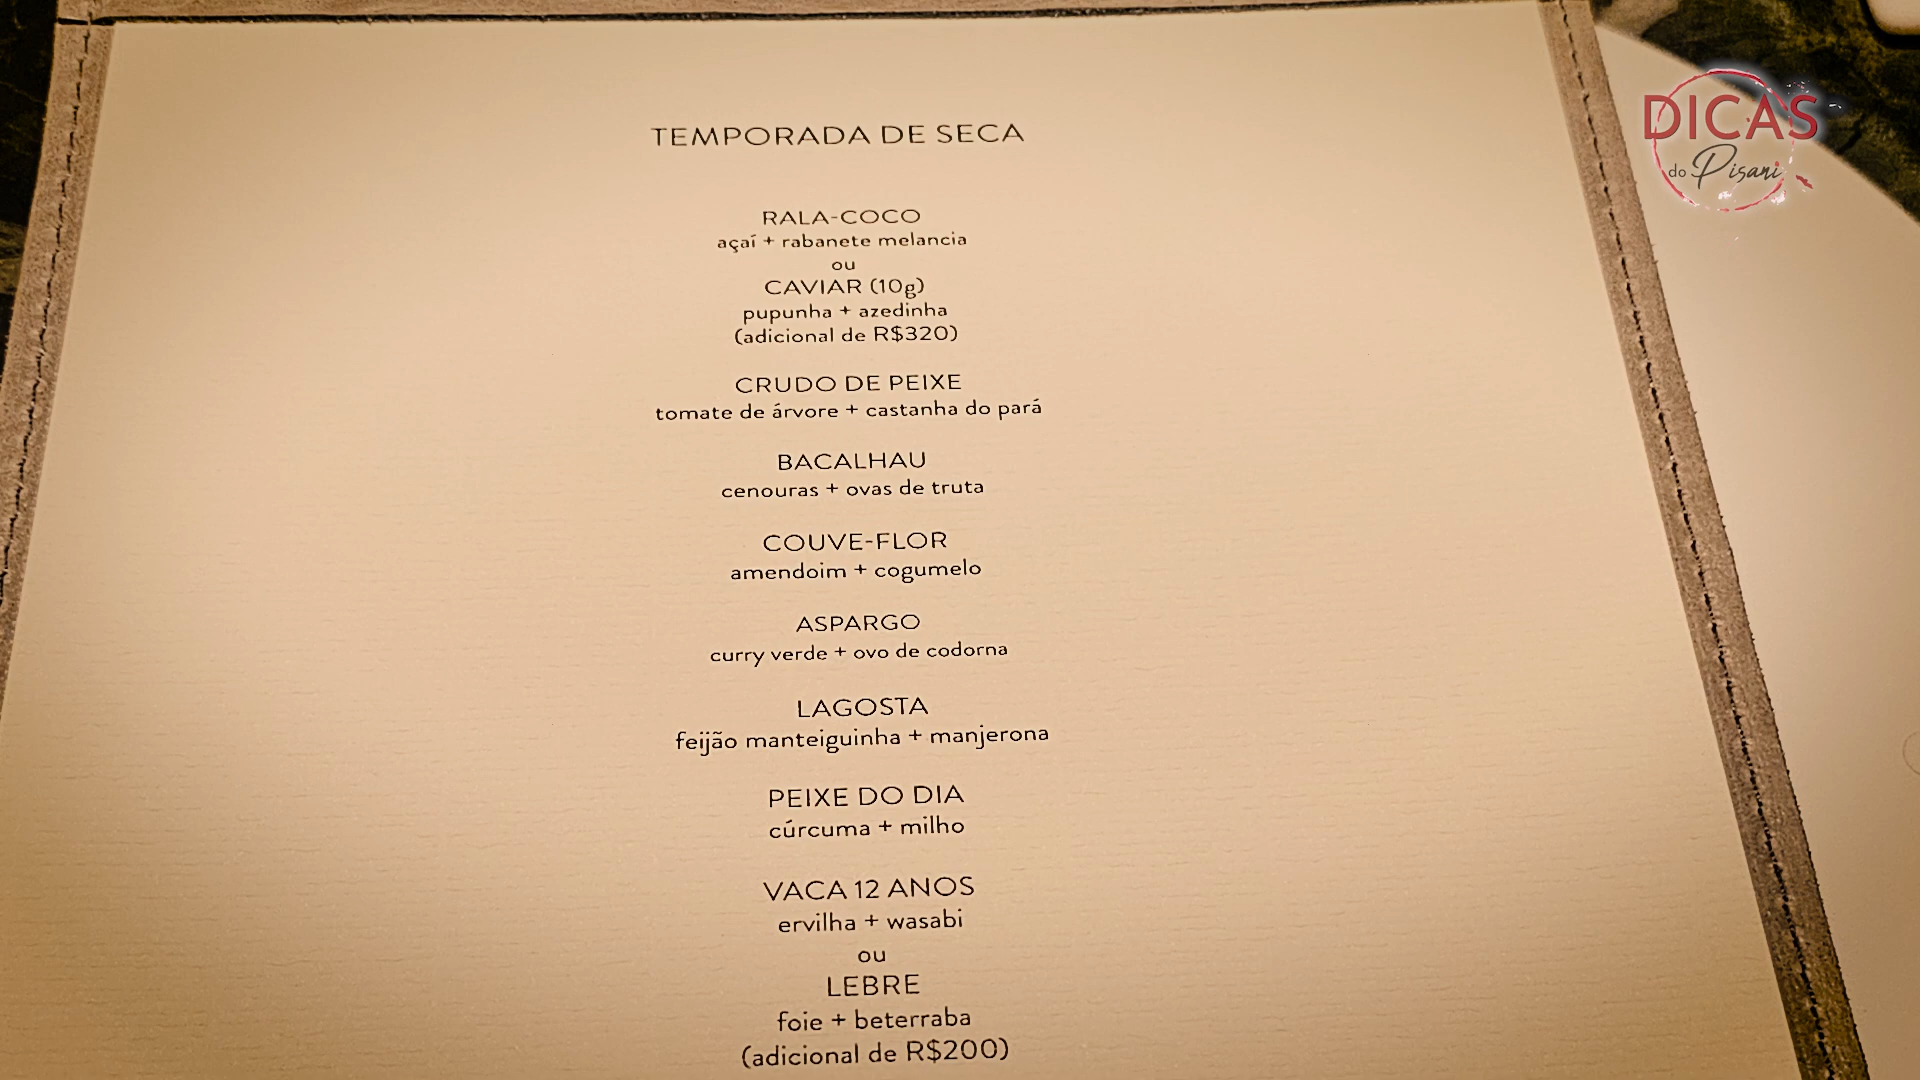 TEMPORADA DE SECA
RALA-COCO
açaí + rabanete melancia
ou
CAVIAR (10g)
pupunha + azedinha
(adicional de R$320)
CRUDO DE PEIXE
tomate de árvore + castanha do pará
BACALHAU
cenouras + ovas de truta
COUVE-FLOR
amendoim + cogumelo
ASPARGO
curry verde + ovo de codorna
LAGOSTA
feijão manteiguinha + manjerona
PEIXE DO DIA
cúrcuma + milho
VACA 12 ANOS
ervilha + wasabi
ou
LEBRE
foie + beterraba
(adicional de R$200)
DICAS
do Pisani